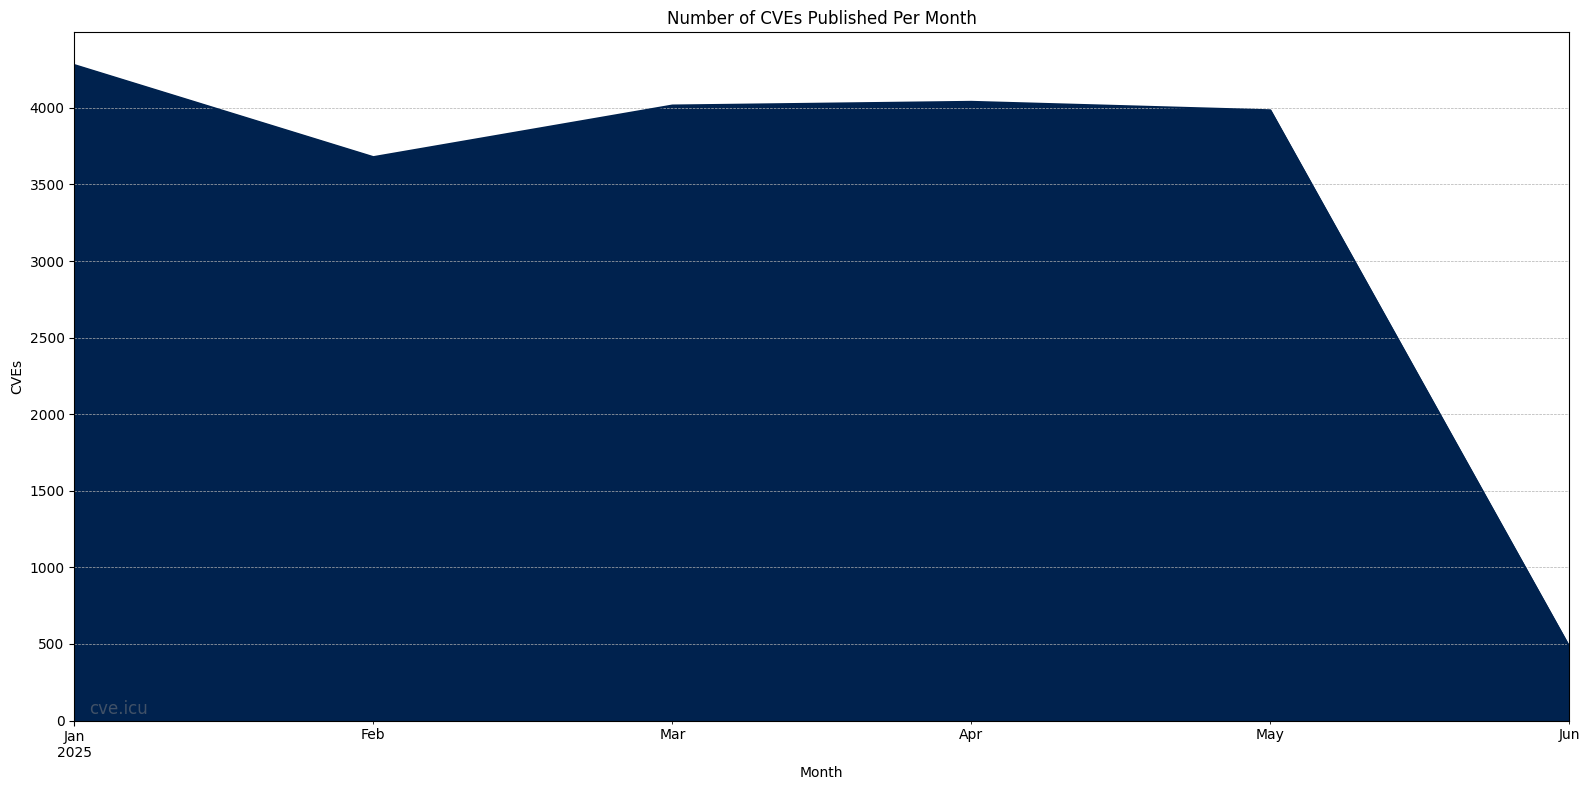 Number of CVEs Published Per Month
4000
3500
3000
2500
2000
1500
1000
500
0
CVEs
cve.icu
Jan
2025
Feb
Mar
Apr
May
Jun
Month